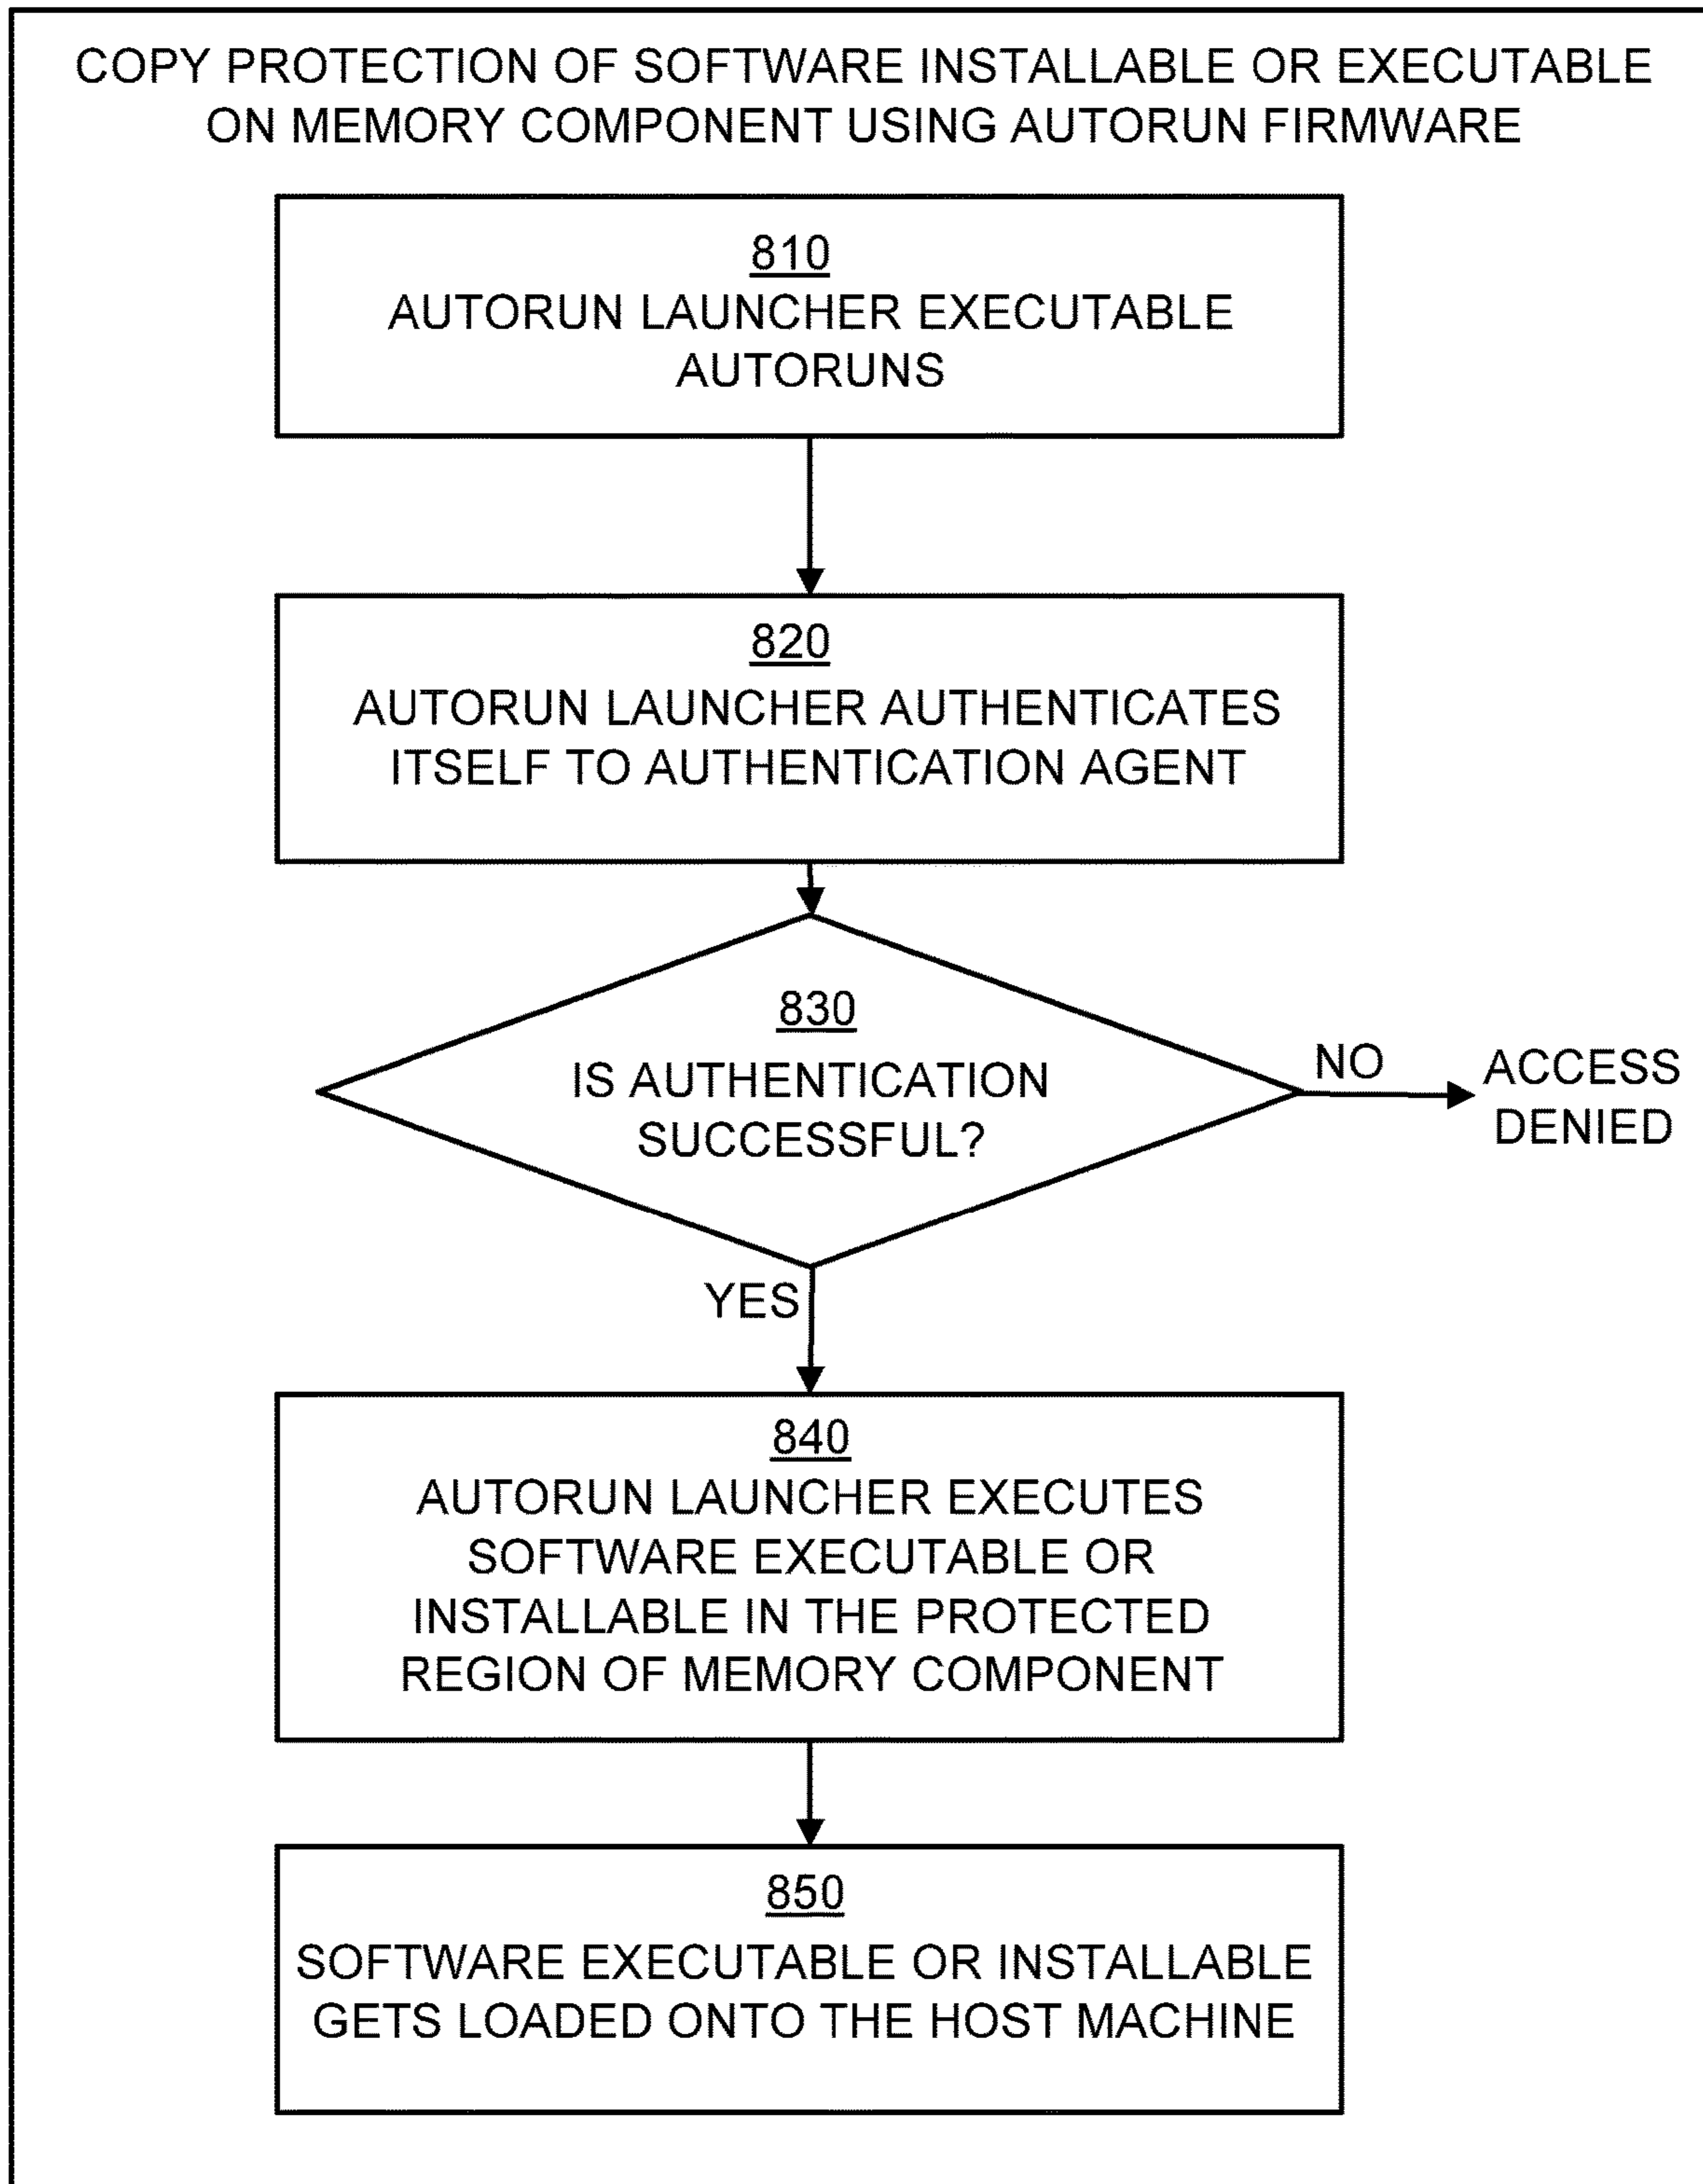 COPY PROTECTION OF SOFTWARE INSTALLABLE OR EXECUTABLE
ON MEMORY COMPONENT USING AUTORUN FIRMWARE
810
AUTORUN LAUNCHER EXECUTABLE
AUTORUNS
820
AUTORUN LAUNCHER AUTHENTICATES
ITSELF TO AUTHENTICATION AGENT
830
IS AUTHENTICATION
SUCCESSFUL?
NO
ACCESS
DENIED
YES
840
AUTORUN LAUNCHER EXECUTES
SOFTWARE EXECUTABLE OR
INSTALLABLE IN THE PROTECTED
REGION OF MEMORY COMPONENT
850
SOFTWARE EXECUTABLE OR INSTALLABLE
GETS LOADED ONTO THE HOST MACHINE